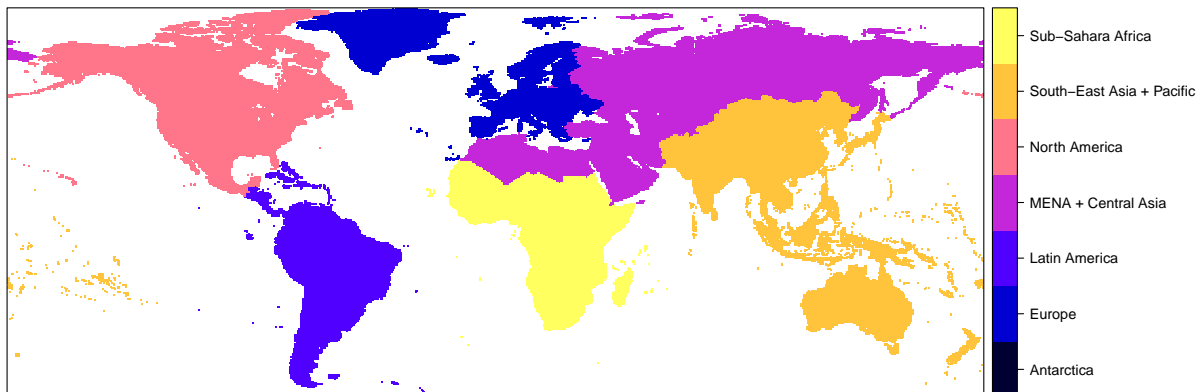 Sub−Sahara Africa
South−East Asia + Pacific
North America
MENA + Central Asia
Latin America
Europe
Antarctica